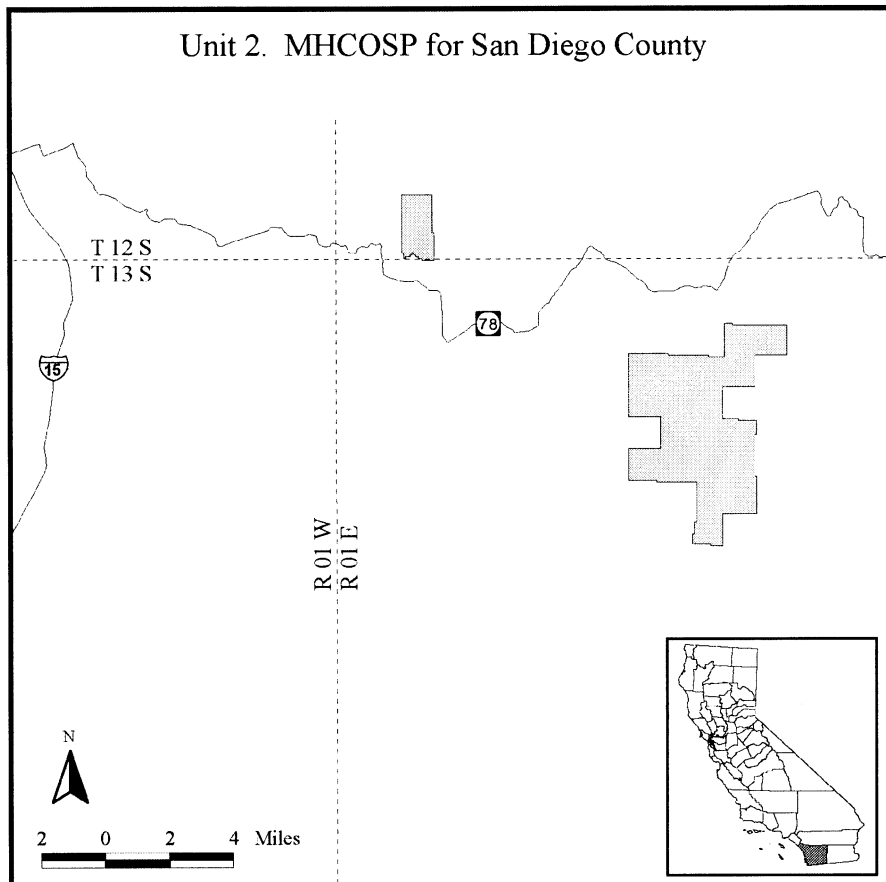 Unit 2. MHCOSP for San Diego County
T 12 S
T 13 S
78
15
R 01 W
R 01 E
N
2 0 2 4 Miles